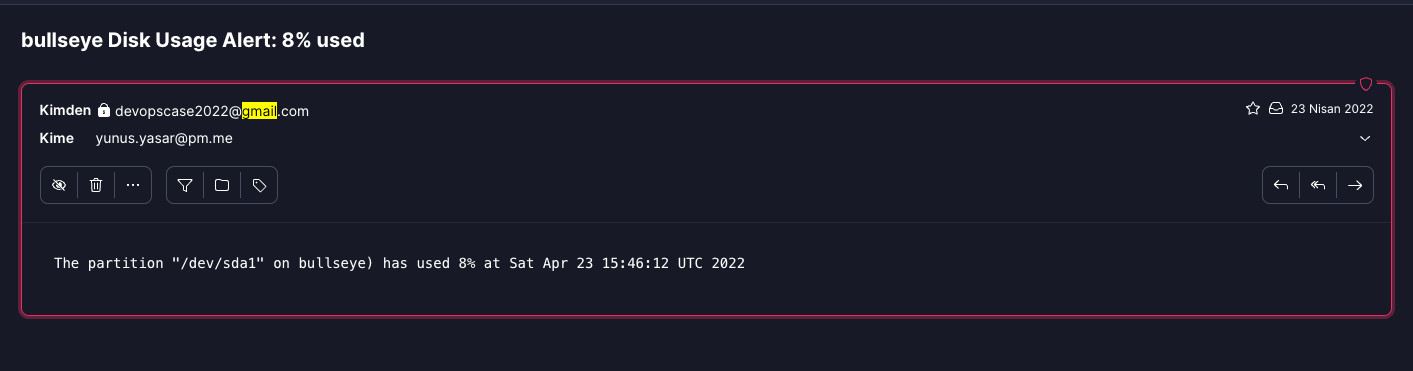 bullseye Disk Usage Alert: 8% used
Kimden devopscase2022@gmail.com
23 Nisan 2022
Kime yunus.yasar@pm.me
The partition "/dev/sda1" on bullseye) has used 8% at Sat Apr 23 15:46:12 UTC 2022